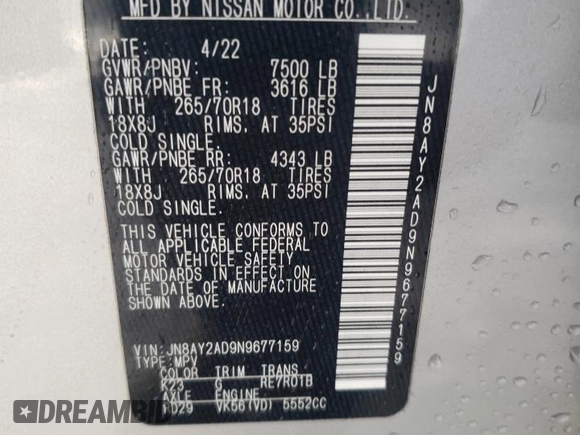 MFD BY NISSAN MOTOR CO.,LTD.
DATE: 4/22
GVWR/PNBV: 7500 LB
GAWR/PNBE FR: 3616 LB
WITH 265/70R18 TIRES
18X8J RIMS. AT 35PSI
COLD SINGLE.
GAWR/PNBE RR: 4343 LB
WITH 265/70R18 TIRES
18X8J RIMS. AT 35PSI
COLD SINGLE.
THIS VEHICLE CONFORMS TO
ALL APPLICABLE FEDERAL
MOTOR VEHICLE SAFETY
STANDARDS IN EFFECT ON
THE DATE OF MANUFACTURE
SHOWN ABOVE.
VIN: JN8AY2AD9N9677159
TYPE: MPV
COLOR TRIM TRANS
K23 G RE7R01B
AXLE ENGINE
VK56(VD) 5552CC
JN8AY2AD9N9677159
DREAMBID
DREAMBID